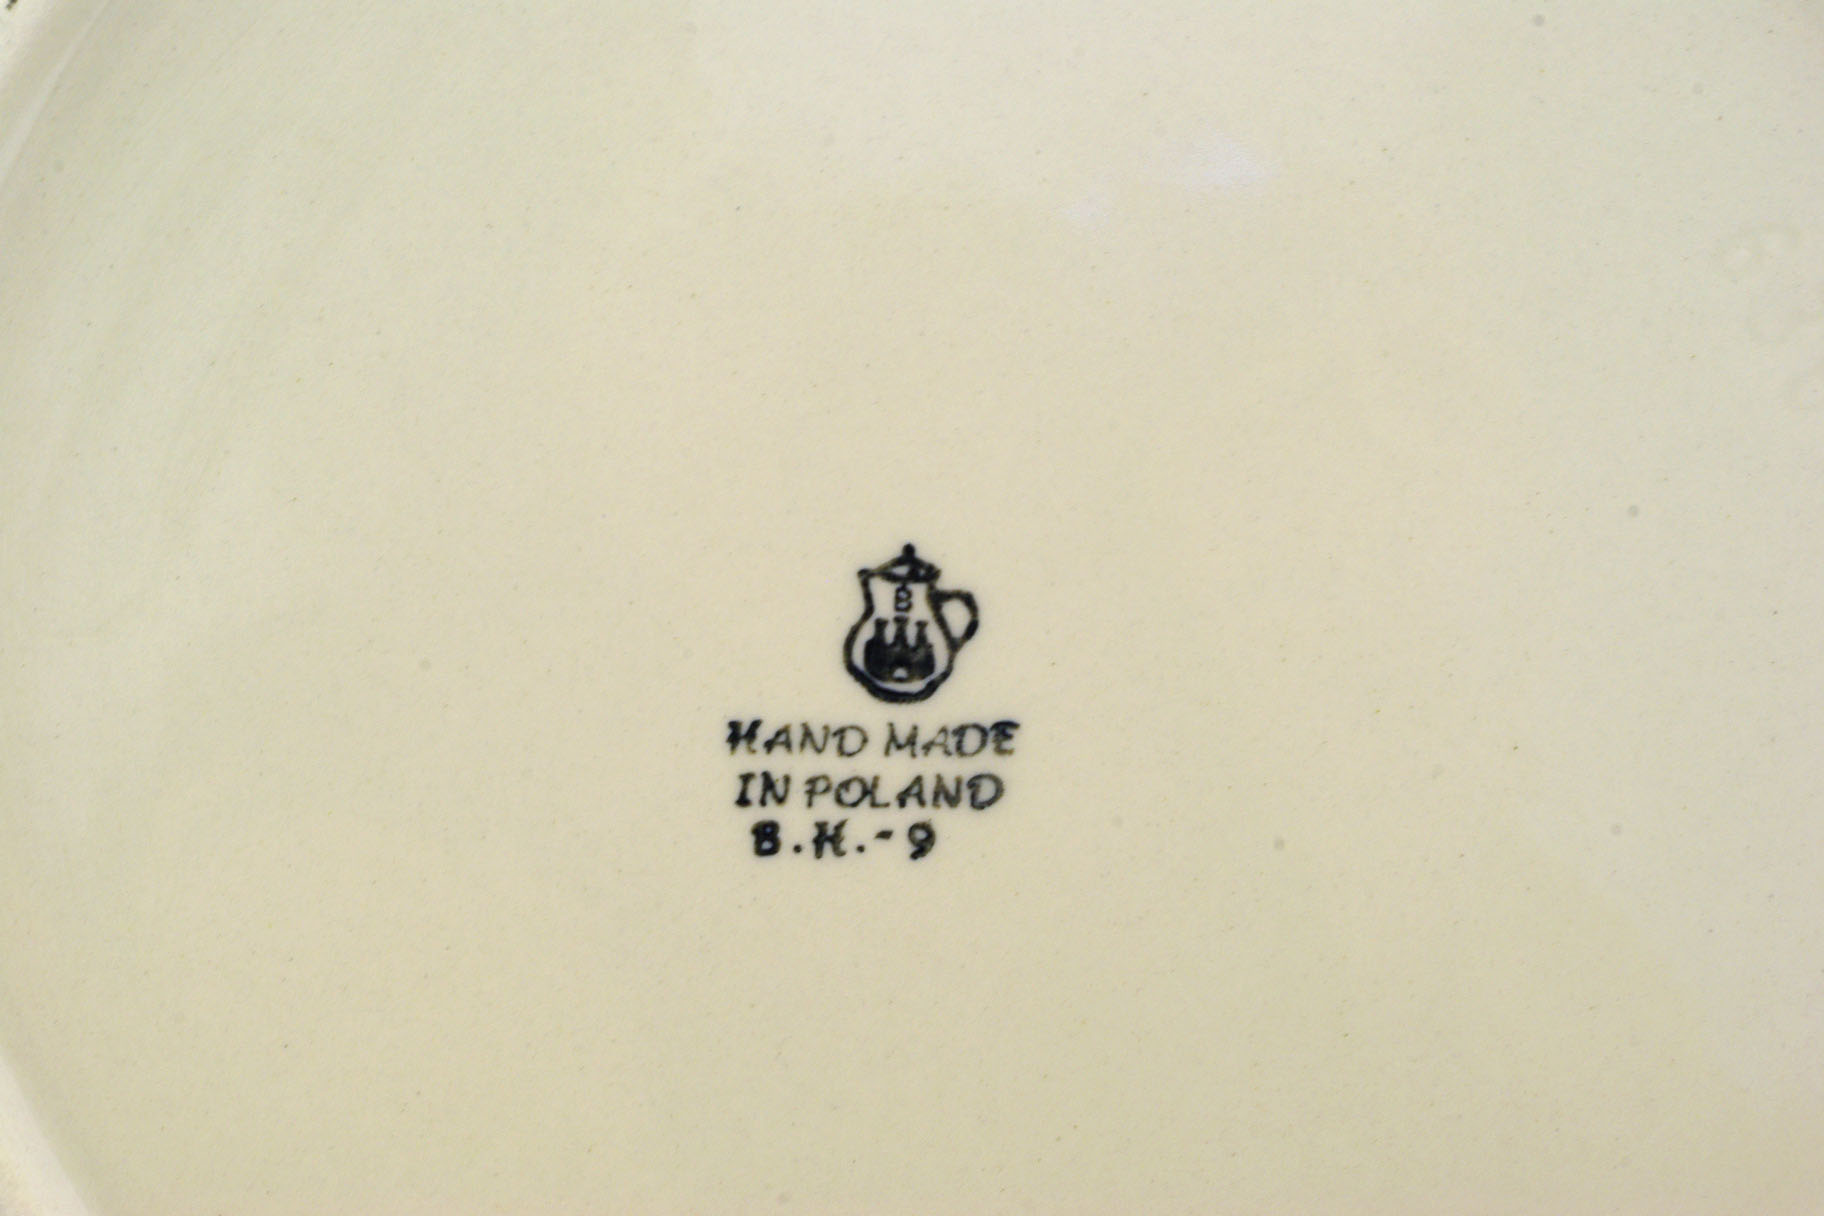 B
HAND MADE
IN POLAND
B.H.-9